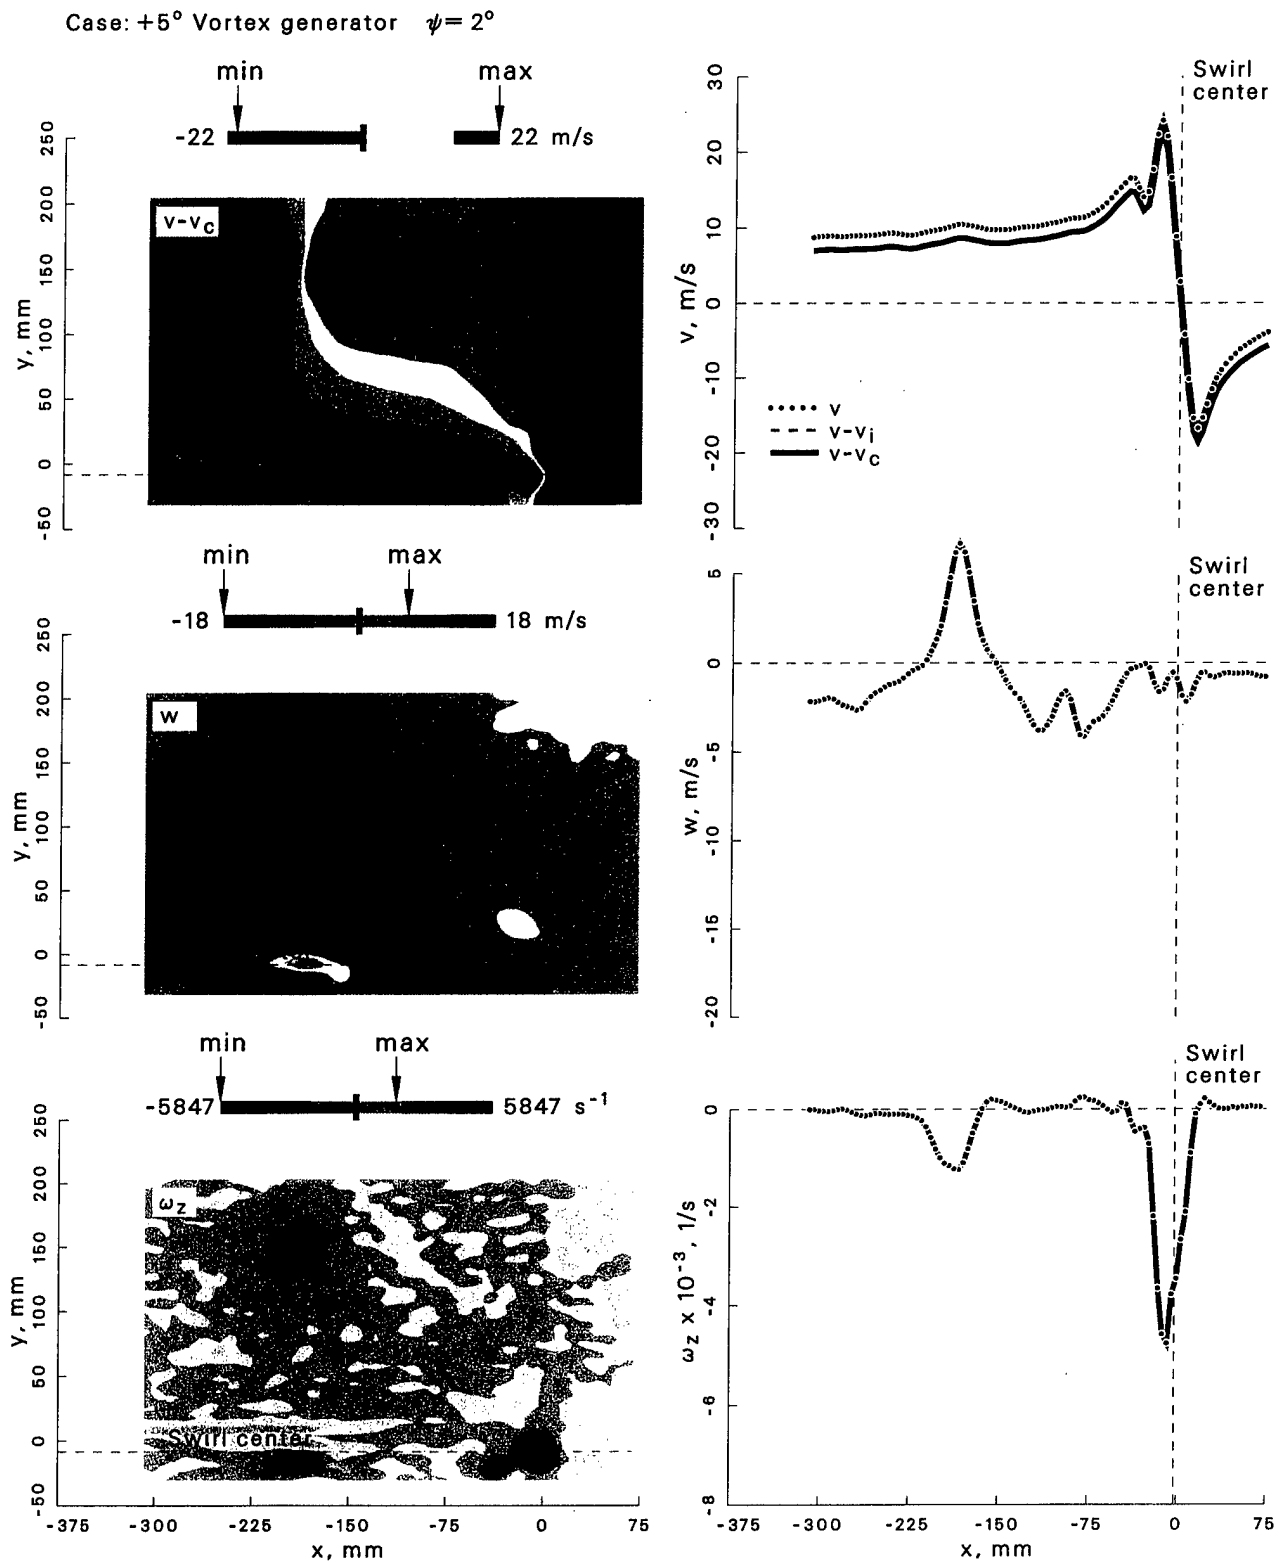 Case: +5° Vortex generator ψ= 2°
min max
-22 22 m/s
250
200
150
100
50
0
-50
y, mm
v-vc
min max
-18 18 m/s
250
200
150
100
50
0
-50
y, mm
w
min max
-5847 5847 s⁻¹
250
200
150
100
50
0
-50
y, mm
ωz
Swirl center
-375 -300 -225 -150 -75 0 75
x, mm
Swirl
center
30
20
10
0
-10
-20
-30
v, m/s
v
v-vi
v-vc
Swirl
center
5
0
-5
-10
-15
-20
w, m/s
Swirl
center
0
-2
-4
-6
-8
ωz x 10⁻³, 1/s
-375 -300 -225 -150 -75 0 75
x, mm